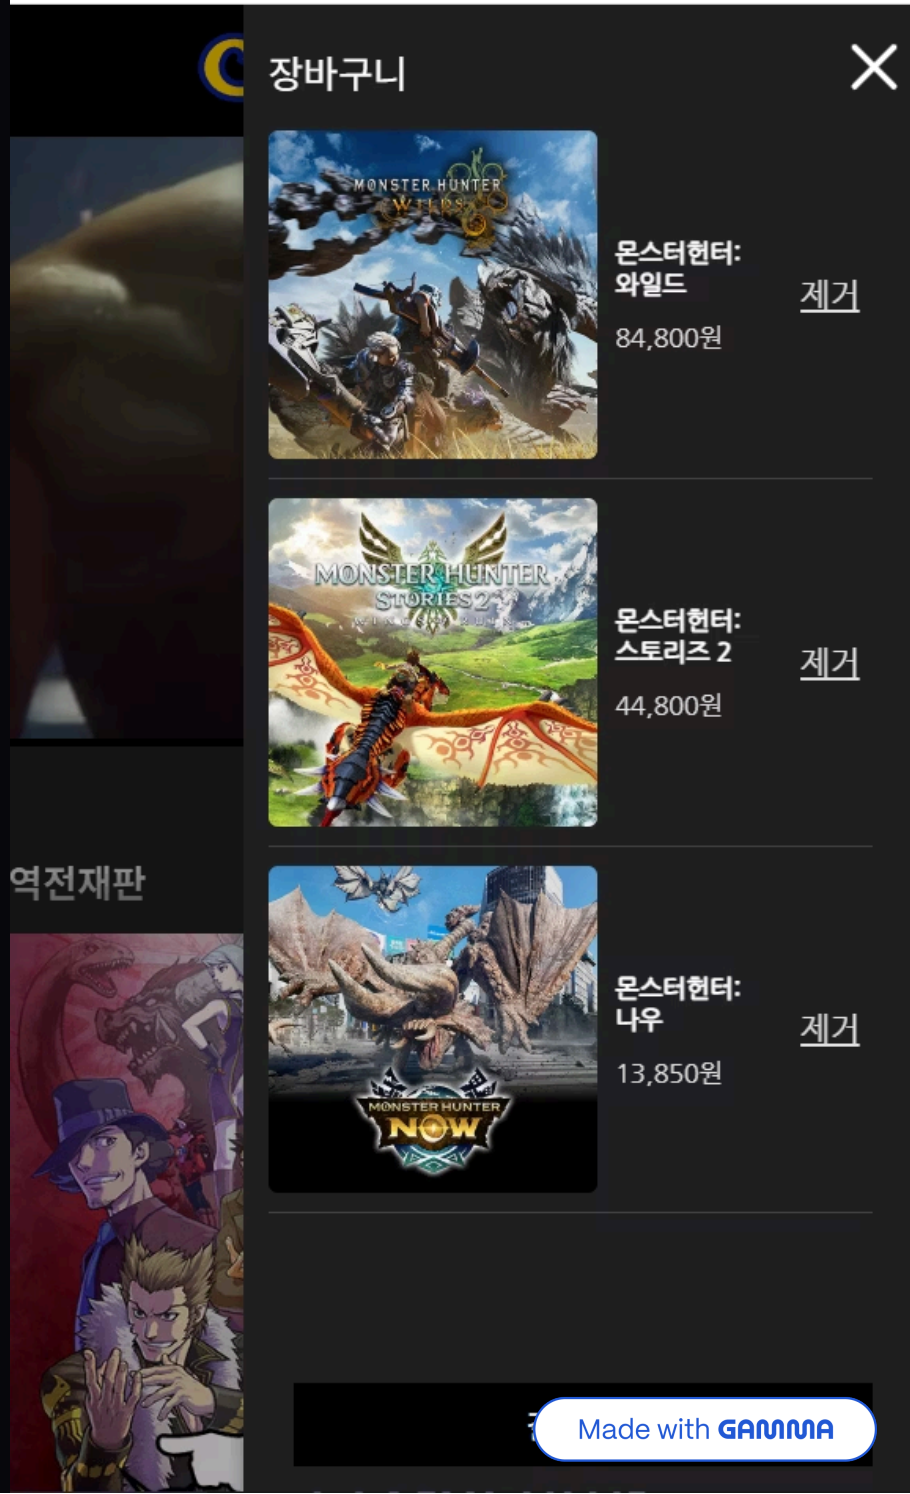 장바구니
MONSTER HUNTER
WILDS
몬스터헌터:
와일드
84,800원
제거
MONSTER HUNTER
STORIES 2
WINGS OF RUIN
몬스터헌터:
스토리즈 2
44,800원
제거
역전재판
MONSTER HUNTER
NOW
몬스터헌터:
나우
13,850원
제거
Made with GAMMA